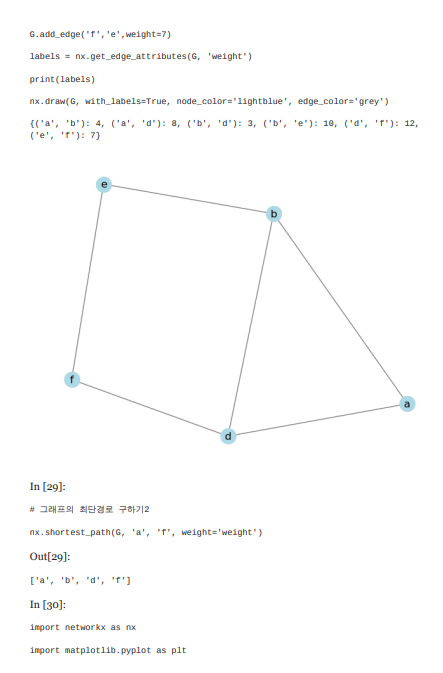 G.add_edge('f','e',weight=7)
labels = nx.get_edge_attributes(G, 'weight')
print(labels)
nx.draw(G, with_labels=True, node_color='lightblue', edge_color='grey')
{('a', 'b'): 4, ('a', 'd'): 8, ('b', 'd'): 3, ('b', 'e'): 10, ('d', 'f'): 12,
('e', 'f'): 7}
e
b
f
a
d
In [29]:
# 그래프의 최단경로 구하기2
nx.shortest_path(G, 'a', 'f', weight='weight')
Out[29]:
['a', 'b', 'd', 'f']
In [30]:
import networkx as nx
import matplotlib.pyplot as plt